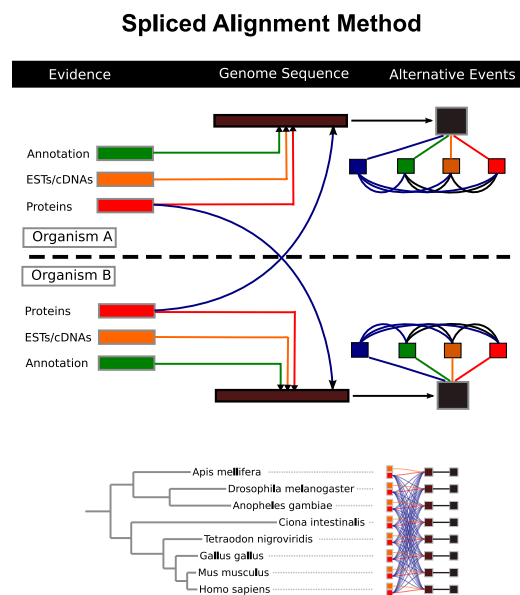 Spliced Alignment Method
Evidence Genome Sequence Alternative Events
Annotation
ESTs/cDNAs
Proteins
Organism A
Organism B
Proteins
ESTs/cDNAs
Annotation
Apis mellifera
Drosophila melanogaster
Anopheles gambiae
Ciona intestinalis
Tetraodon nigroviridis
Gallus gallus
Mus musculus
Homo sapiens